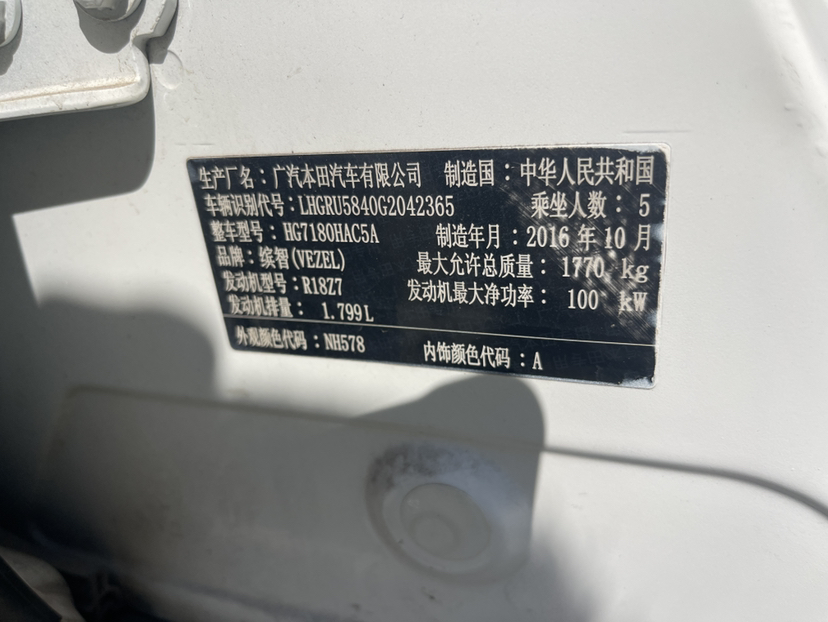 生产厂名：广汽本田汽车有限公司 制造国：中华人民共和国
车辆识别代号：LHGRU5840G2042365 乘坐人数：5
整车型号：HG7180HAC5A 制造年月：2016 年 10 月
品牌：缤智(VEZEL) 最大允许总质量：1770 kg
发动机型号：R18Z7 发动机最大净功率：100 kW
发动机排量：1.799L
外观颜色代码：NH578 内饰颜色代码：A